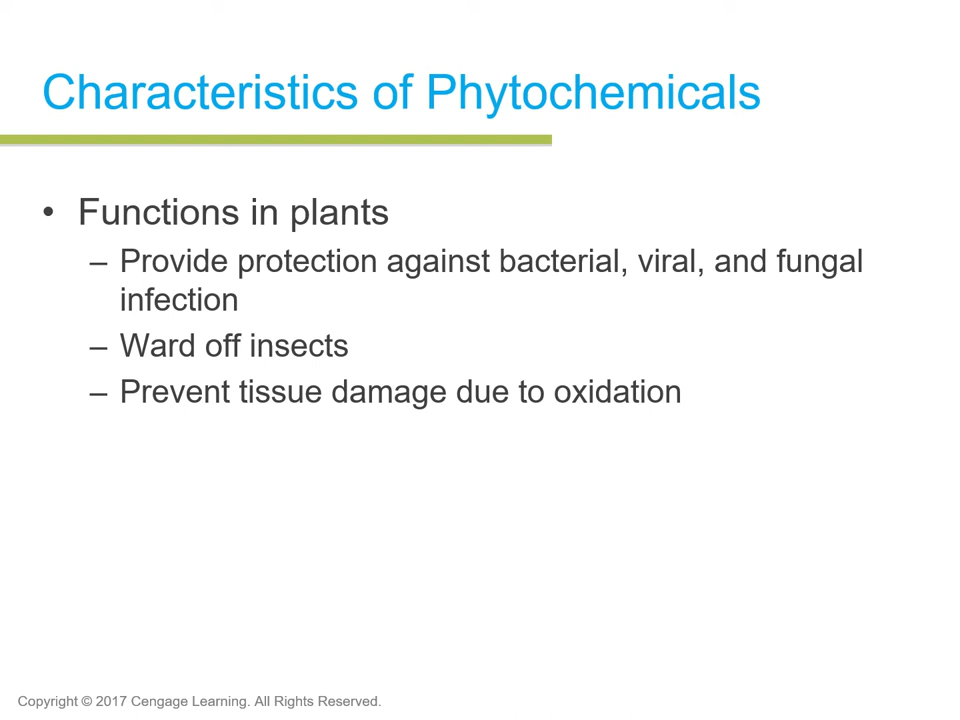 Characteristics of Phytochemicals
• Functions in plants
– Provide protection against bacterial, viral, and fungal
infection
– Ward off insects
– Prevent tissue damage due to oxidation
Copyright © 2017 Cengage Learning. All Rights Reserved.